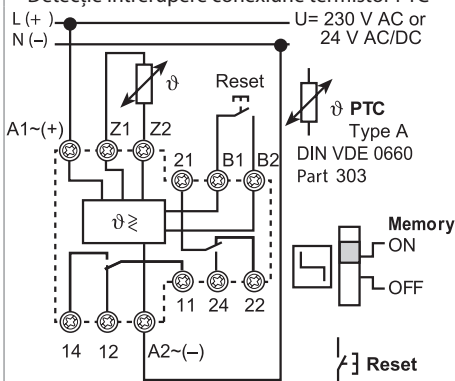 Detecție întrerupere conexiune termistor PTC
L (+) U= 230 V AC or
N (–) 24 V AC/DC
ϑ Reset
A1~(+) Z1 Z2
21 B1 B2
ϑ PTC
Type A
DIN VDE 0660
Part 303
ϑ≷
Memory
ON
OFF
11 24 22
14 12 A2~(–)
Reset